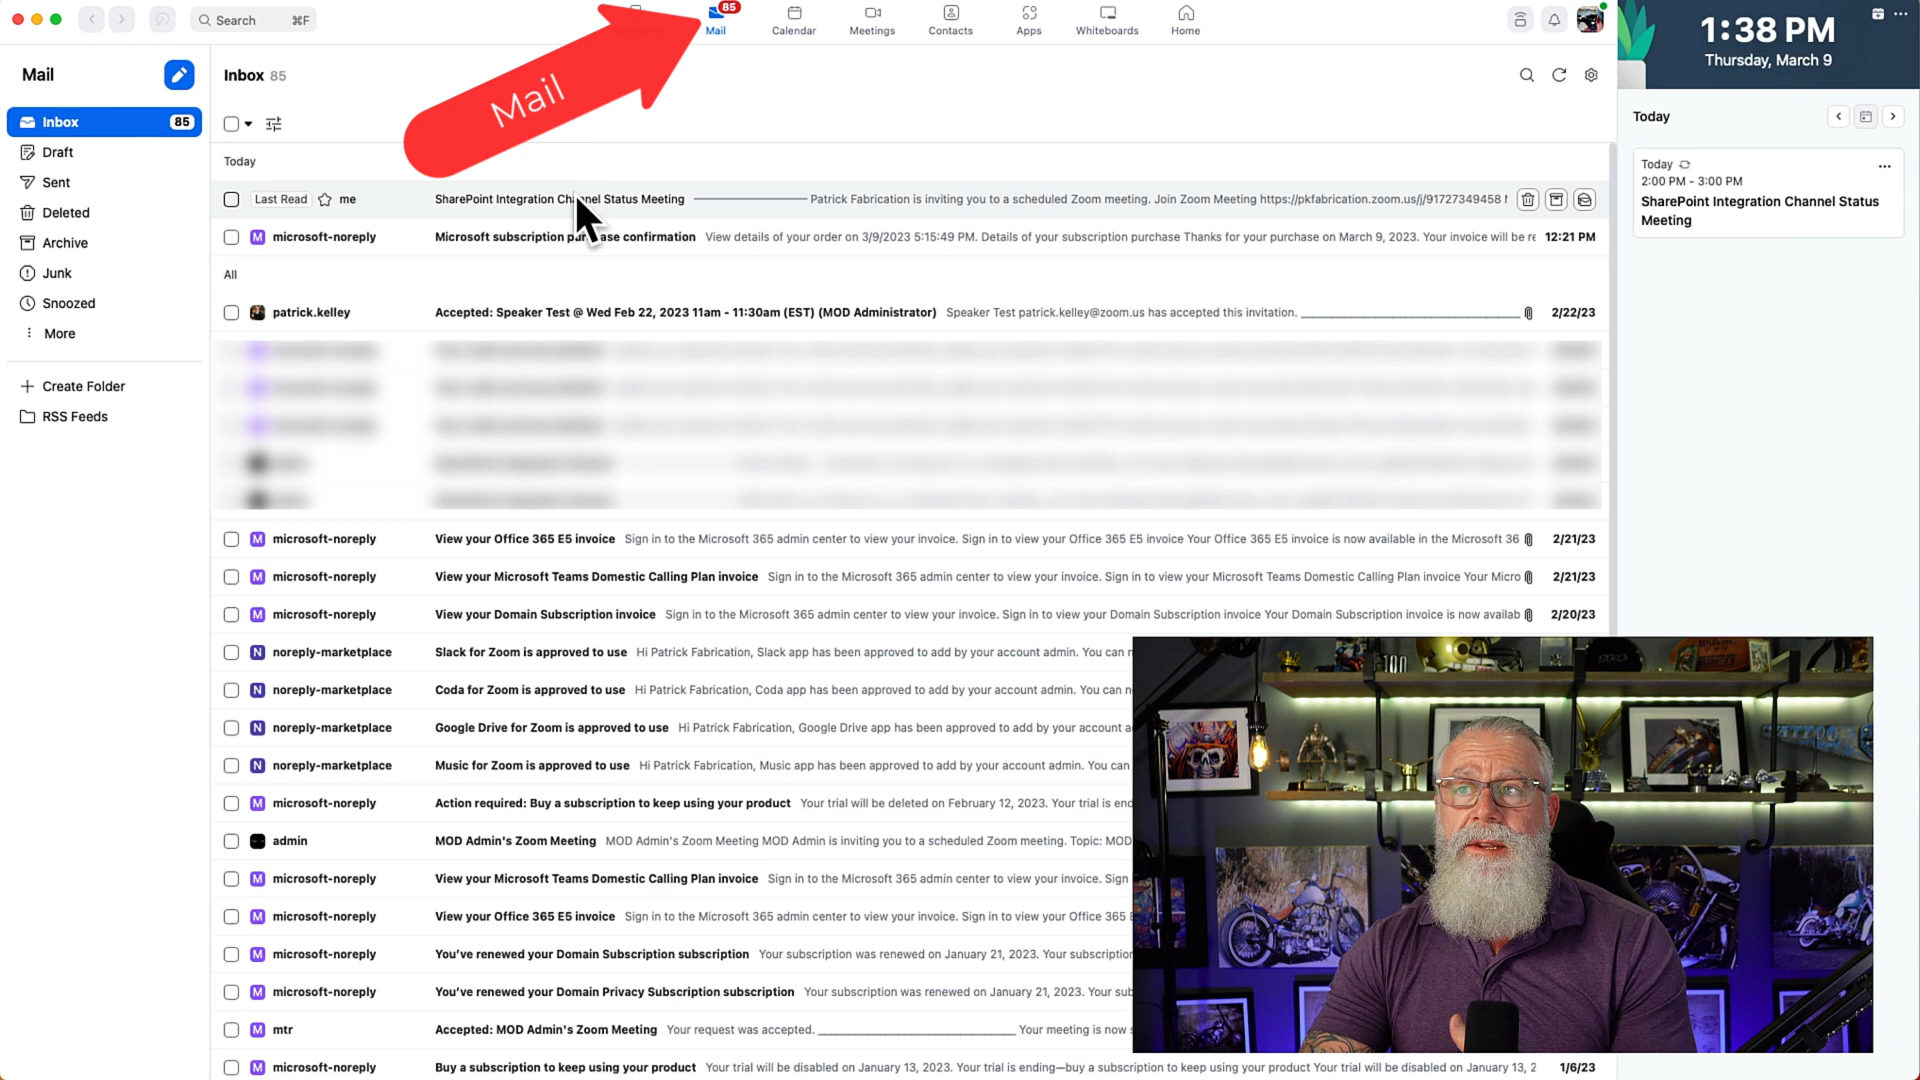 Search ⌘F
85
Mail
Calendar
Meetings
Contacts
Apps
Whiteboards
Home
1:38 PM
Thursday, March 9
Mail
Mail
Inbox 85
Draft
Sent
Deleted
Archive
Junk
Snoozed
More
Create Folder
RSS Feeds
Inbox 85
Today
Last Read me SharePoint Integration Channel Status Meeting Patrick Fabrication is inviting you to a scheduled Zoom meeting. Join Zoom Meeting https://pkfabrication.zoom.us/j/91727349458
M microsoft-noreply Microsoft subscription purchase confirmation View details of your order on 3/9/2023 5:15:49 PM. Details of your subscription purchase Thanks for your purchase on March 9, 2023. Your invoice will be re 12:21 PM
All
patrick.kelley Accepted: Speaker Test @ Wed Feb 22, 2023 11am - 11:30am (EST) (MOD Administrator) Speaker Test patrick.kelley@zoom.us has accepted this invitation. 2/22/23
M microsoft-noreply View your Office 365 E5 invoice Sign in to the Microsoft 365 admin center to view your invoice. Sign in to view your Office 365 E5 invoice Your Office 365 E5 invoice is now available in the Microsoft 36 2/21/23
M microsoft-noreply View your Microsoft Teams Domestic Calling Plan invoice Sign in to the Microsoft 365 admin center to view your invoice. Sign in to view your Microsoft Teams Domestic Calling Plan invoice Your Micro 2/21/23
M microsoft-noreply View your Domain Subscription invoice Sign in to the Microsoft 365 admin center to view your invoice. Sign in to view your Domain Subscription invoice Your Domain Subscription invoice is now availab 2/20/23
N noreply-marketplace Slack for Zoom is approved to use Hi Patrick Fabrication, Slack app has been approved to add by your account admin. You can n
N noreply-marketplace Coda for Zoom is approved to use Hi Patrick Fabrication, Coda app has been approved to add by your account admin. You can n
N noreply-marketplace Google Drive for Zoom is approved to use Hi Patrick Fabrication, Google Drive app has been approved to add by your account a
N noreply-marketplace Music for Zoom is approved to use Hi Patrick Fabrication, Music app has been approved to add by your account admin. You can
M microsoft-noreply Action required: Buy a subscription to keep using your product Your trial will be deleted on February 12, 2023. Your trial is end
admin MOD Admin's Zoom Meeting MOD Admin's Zoom Meeting MOD Admin is inviting you to a scheduled Zoom meeting. Topic: MOD
M microsoft-noreply View your Microsoft Teams Domestic Calling Plan invoice Sign in to the Microsoft 365 admin center to view your invoice. Sign
M microsoft-noreply View your Office 365 E5 invoice Sign in to the Microsoft 365 admin center to view your invoice. Sign in to view your Office 365
M microsoft-noreply You've renewed your Domain Subscription subscription Your subscription was renewed on January 21, 2023. Your subscription
M microsoft-noreply You've renewed your Domain Privacy Subscription subscription Your subscription was renewed on January 21, 2023. Your sub
M mtr Accepted: MOD Admin's Zoom Meeting Your request was accepted. Your meeting is now s
M microsoft-noreply Buy a subscription to keep using your product Your trial will be disabled on January 13, 2023. Your trial is ending—buy a subscription to keep using your product Your trial will be disabled on January 13, 2 1/6/23
Today
Today
2:00 PM - 3:00 PM
SharePoint Integration Channel Status
Meeting